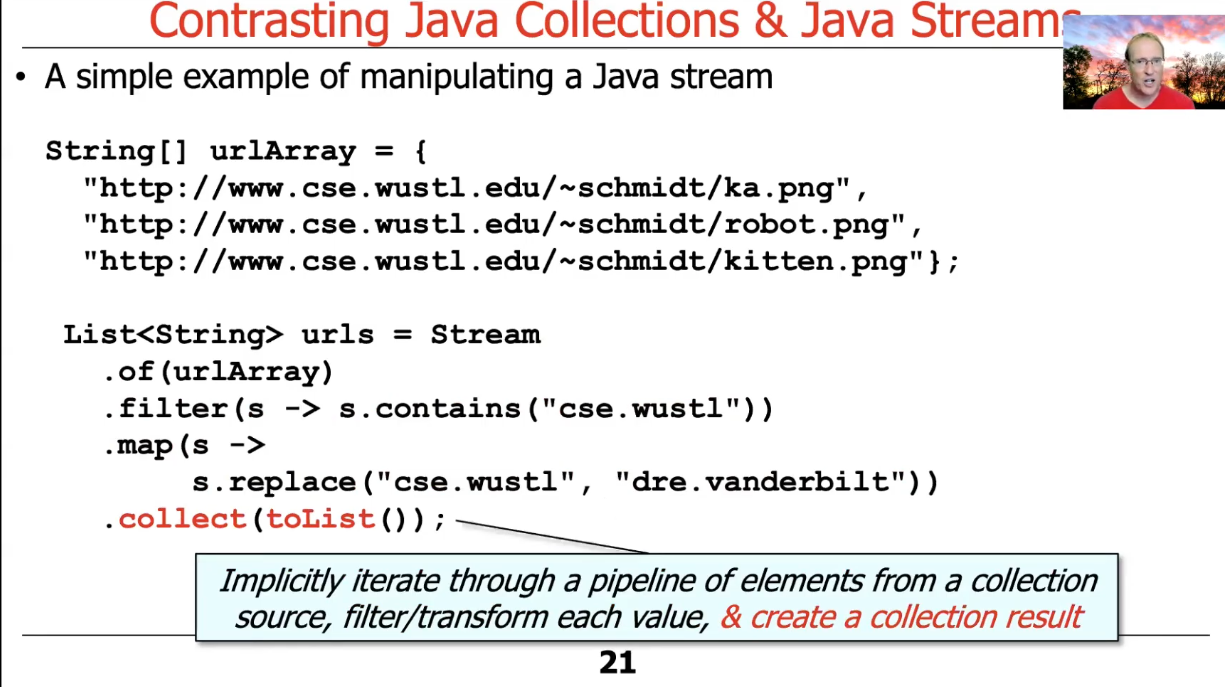 Contrasting Java Collections & Java Streams
• A simple example of manipulating a Java stream
String[] urlArray = {
"http://www.cse.wustl.edu/~schmidt/ka.png",
"http://www.cse.wustl.edu/~schmidt/robot.png",
"http://www.cse.wustl.edu/~schmidt/kitten.png"};
List<String> urls = Stream
.of(urlArray)
.filter(s -> s.contains("cse.wustl"))
.map(s ->
s.replace("cse.wustl", "dre.vanderbilt"))
.collect(toList());
Implicitly iterate through a pipeline of elements from a collection
source, filter/transform each value, & create a collection result
21